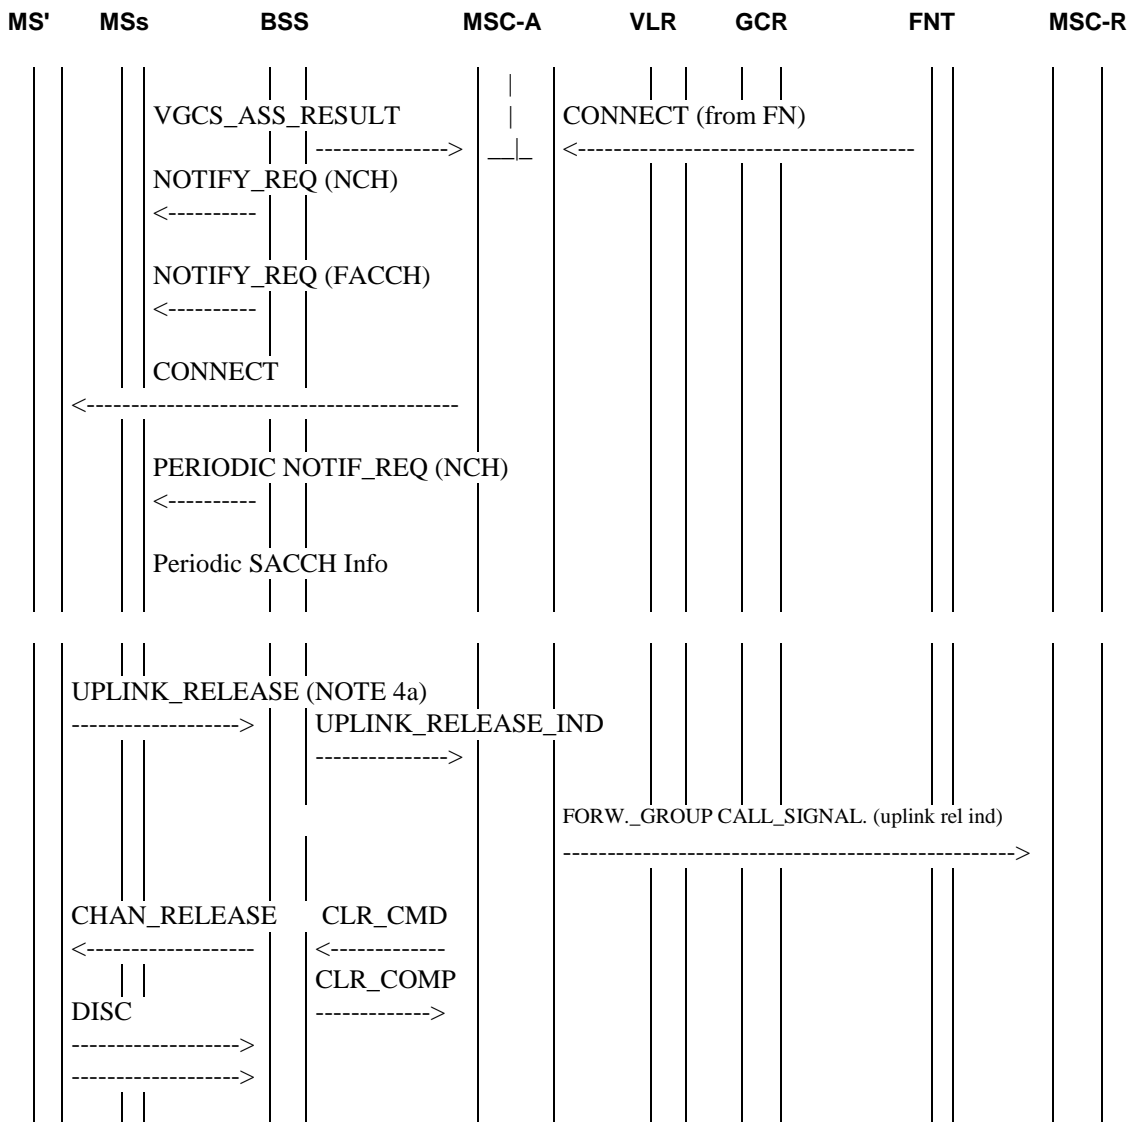 MS' MSs BSS MSC-A VLR GCR FNT MSC-R
VGCS_ASS_RESULT | CONNECT (from FN)
---------------> __|_ <--------------------------------------
NOTIFY_REQ (NCH)
<----------
NOTIFY_REQ (FACCH)
<----------
CONNECT
<------------------------------------------
PERIODIC NOTIF_REQ (NCH)
<----------
Periodic SACCH Info
UPLINK_RELEASE (NOTE 4a)
-------------------> UPLINK_RELEASE_IND
--------------->
FORW._GROUP CALL_SIGNAL. (uplink rel ind)
--------------------------------------------------->
CHAN_RELEASE CLR_CMD
<------------------- <-------------
CLR_COMP
DISC ------------->
------------------->
------------------->